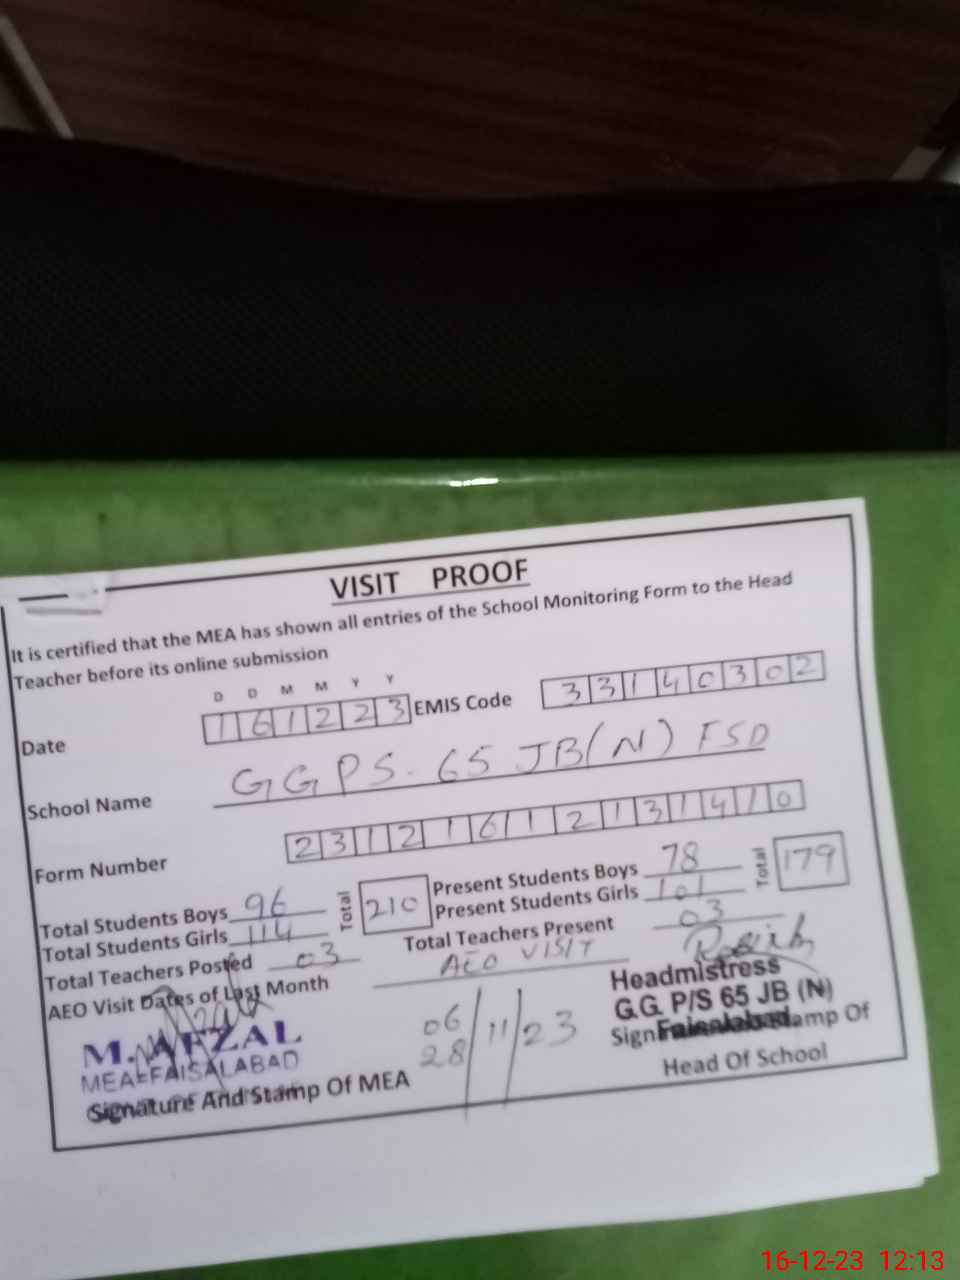 VISIT PROOF
It is certified that the MEA has shown all entries of the School Monitoring Form to the Head
Teacher before its online submission
D D M M Y Y
Date 161223 EMIS Code 33140302
School Name GGPS. 65 JB(N) FSD
Form Number 23121612131410
Total Students Boys 96 Total 210 Present Students Boys 78 Total 179
Total Students Girls 114 Present Students Girls 101
Total Teachers Posted 03 Total Teachers Present 03
AEO Visit Dates of Last Month AEO VISIT
06
28 /11/23
M. AFZAL
MEA-FAISALABAD
Signature And Stamp Of MEA
Headmistress
G.G. P/S 65 JB (N)
Faisalabad
Signature And Stamp Of
Head Of School
16-12-23 12:13